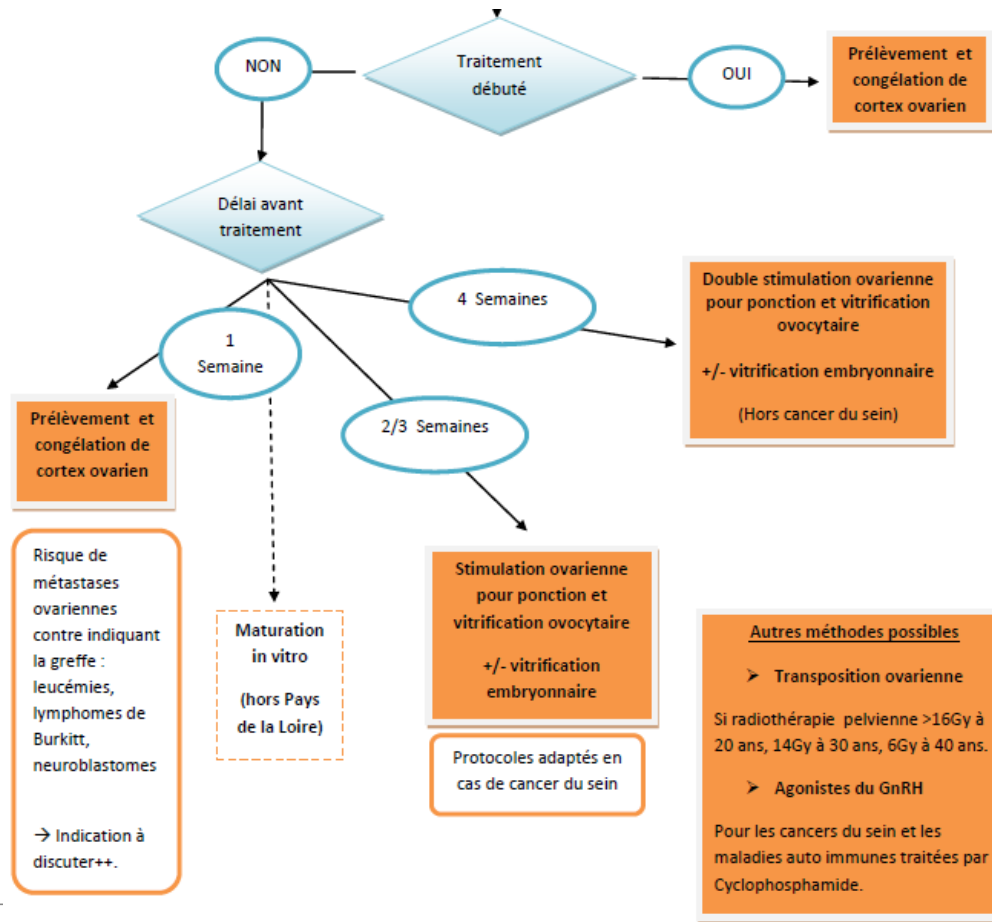 NON
Traitement
débuté
OUI
Prélèvement et
congélation de
cortex ovarien
Délai avant
traitement
4 Semaines
Double stimulation ovarienne
pour ponction et vitrification
ovocytaire
+/- vitrification embryonnaire
(Hors cancer du sein)
1
Semaine
2/3 Semaines
Prélèvement et
congélation de
cortex ovarien
Risque de
métastases
ovariennes
contre indiquant
la greffe :
leucémies,
lymphomes de
Burkitt,
neuroblastomes
→ Indication à
discuter++.
Maturation
in vitro
(hors Pays
de la Loire)
Stimulation ovarienne
pour ponction et
vitrification ovocytaire
+/- vitrification
embryonnaire
Protocoles adaptés en
cas de cancer du sein
Autres méthodes possibles
➢ Transposition ovarienne
Si radiothérapie pelvienne >16Gy à
20 ans, 14Gy à 30 ans, 6Gy à 40 ans.
➢ Agonistes du GnRH
Pour les cancers du sein et les
maladies auto immunes traitées par
Cyclophosphamide.